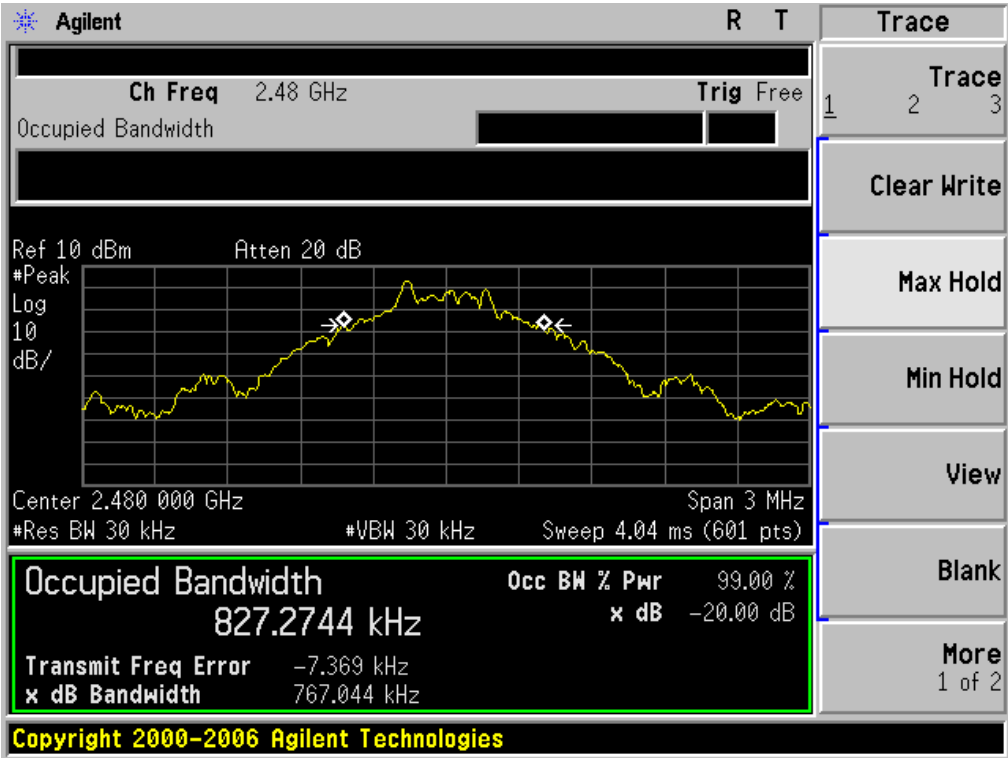 Agilent R T
Ch Freq 2.48 GHz Trig Free
Occupied Bandwidth
Ref 10 dBm Atten 20 dB
#Peak
Log
10
dB/
Center 2.480 000 GHz Span 3 MHz
#Res BW 30 kHz #VBW 30 kHz Sweep 4.04 ms (601 pts)
Occupied Bandwidth
827.2744 kHz
Occ BW % Pwr 99.00 %
x dB -20.00 dB
Transmit Freq Error -7.369 kHz
x dB Bandwidth 767.044 kHz
Copyright 2000-2006 Agilent Technologies
Trace
Trace
1 2 3
Clear Write
Max Hold
Min Hold
View
Blank
More
1 of 2